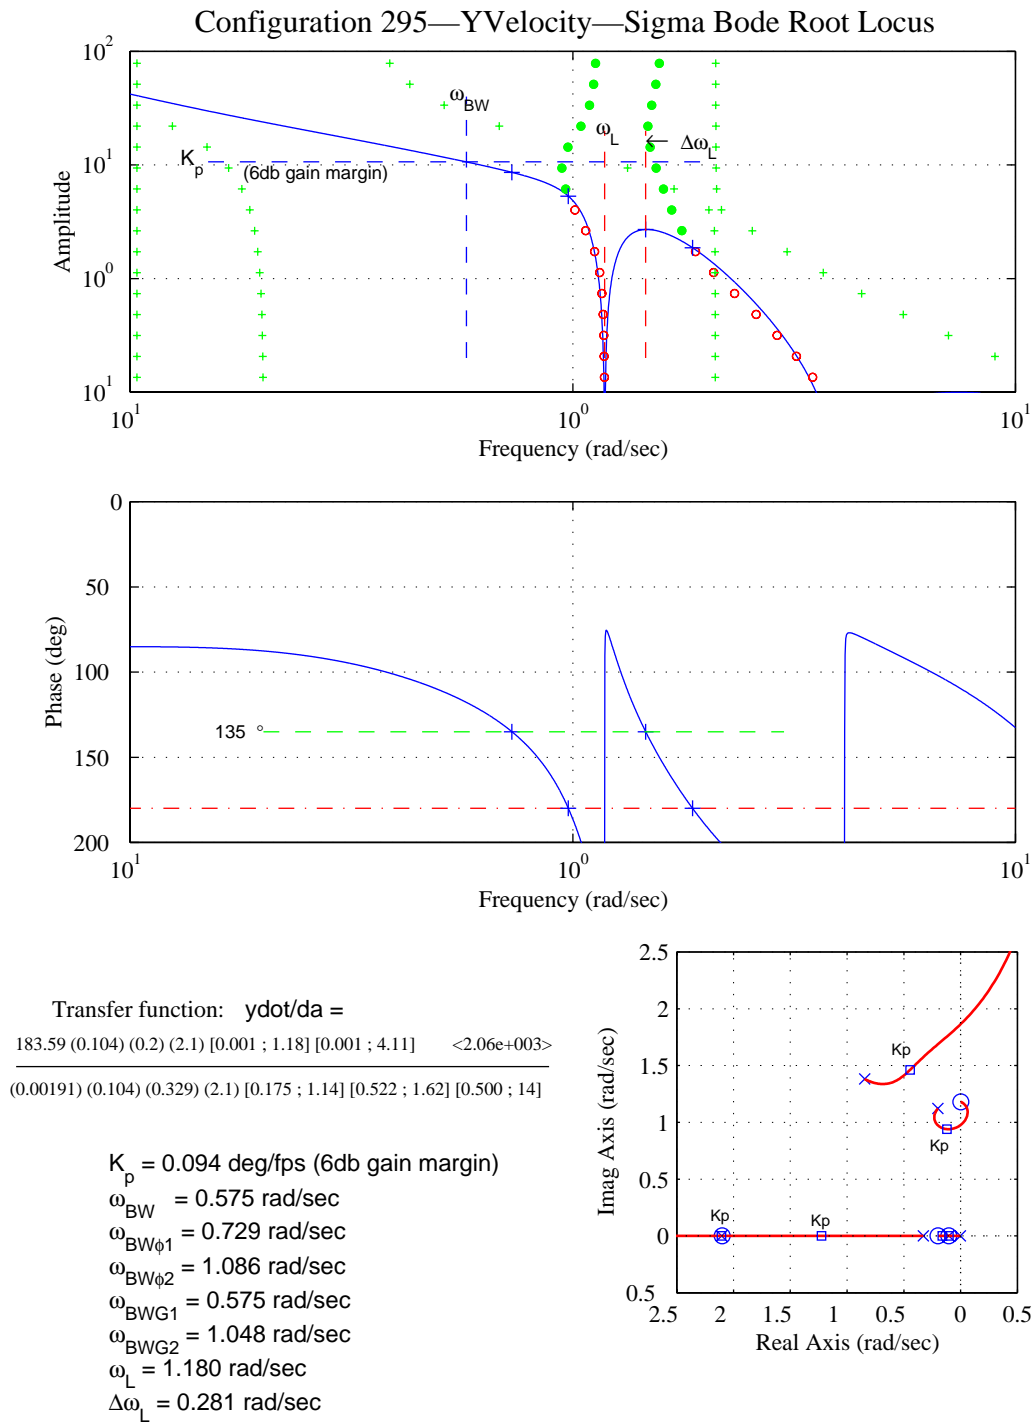 Configuration 295—YVelocity—Sigma Bode Root Locus
10²
10¹
10⁰
10¹
Amplitude
ω_BW
ω_L
Δω_L
K_p
(6db gain margin)
10¹
10⁰
10¹
Frequency (rad/sec)
0
50
100
150
200
Phase (deg)
135 °
10¹
10⁰
10¹
Frequency (rad/sec)
Transfer function: ydot/da =
183.59 (0.104) (0.2) (2.1) [0.001 ; 1.18] [0.001 ; 4.11] <2.06e+003>
(0.00191) (0.104) (0.329) (2.1) [0.175 ; 1.14] [0.522 ; 1.62] [0.500 ; 14]
K_p = 0.094 deg/fps (6db gain margin)
ω_BW = 0.575 rad/sec
ω_BWφ1 = 0.729 rad/sec
ω_BWφ2 = 1.086 rad/sec
ω_BWG1 = 0.575 rad/sec
ω_BWG2 = 1.048 rad/sec
ω_L = 1.180 rad/sec
Δω_L = 0.281 rad/sec
2.5
2
1.5
1
0.5
0
0.5
Imag Axis (rad/sec)
Kp
Kp
Kp
Kp
2.5 2 1.5 1 0.5 0 0.5
Real Axis (rad/sec)